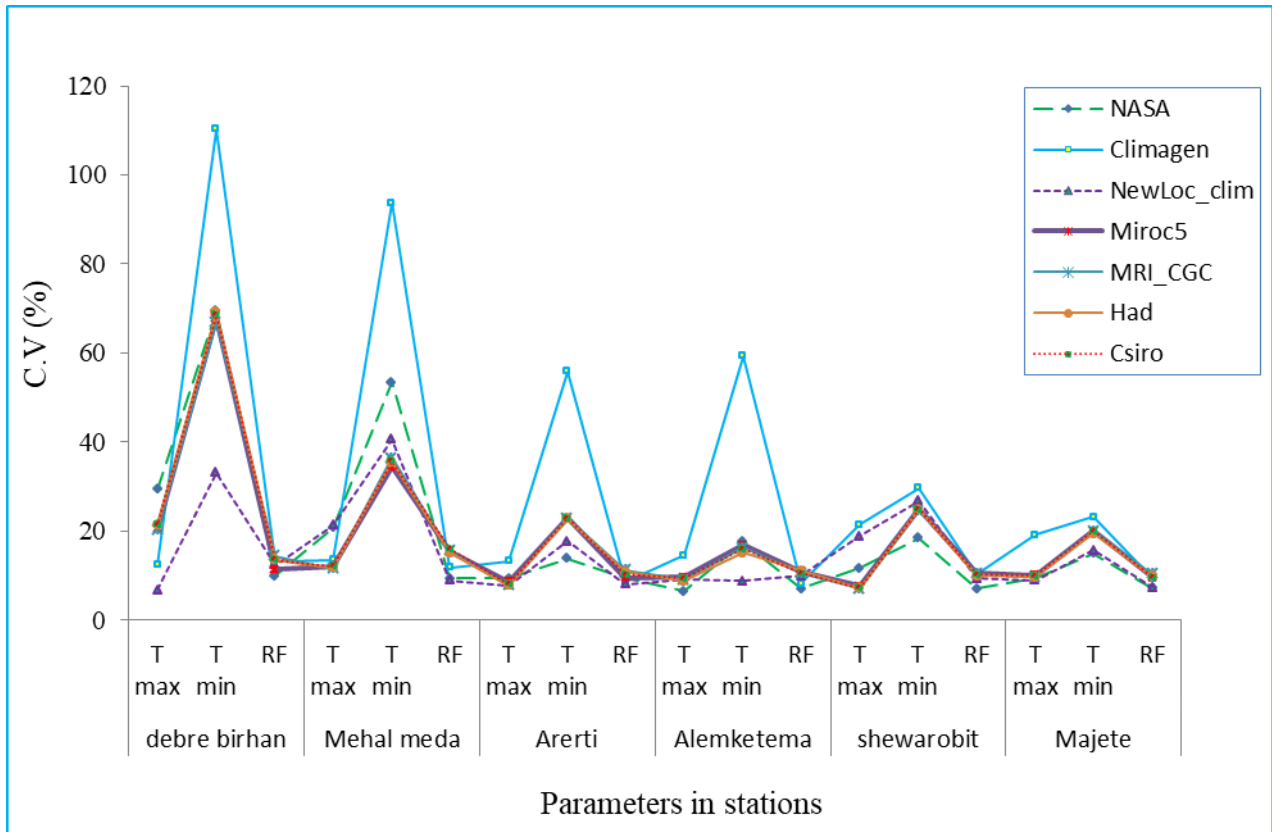 120
100
80
60
40
20
0
C.V (%)
NASA
Climagen
NewLoc_clim
Miroc5
MRI_CGC
Had
Csiro
T T RF T T RF T T RF T T RF T T RF T T RF
max min max min max min max min max min max min
debre birhan Mehal meda Arerti Alemketema shewarobit Majete
Parameters in stations